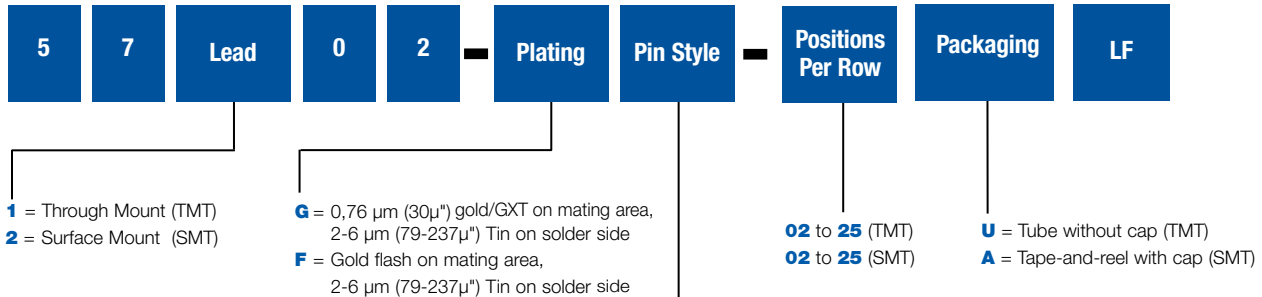 5 7 Lead 0 2 - Plating Pin Style - Positions Per Row Packaging LF
1 = Through Mount (TMT)
2 = Surface Mount (SMT)
G = 0,76 µm (30µ") gold/GXT on mating area,
2-6 µm (79-237µ") Tin on solder side
F = Gold flash on mating area,
2-6 µm (79-237µ") Tin on solder side
02 to 25 (TMT)
02 to 25 (SMT)
U = Tube without cap (TMT)
A = Tape-and-reel with cap (SMT)